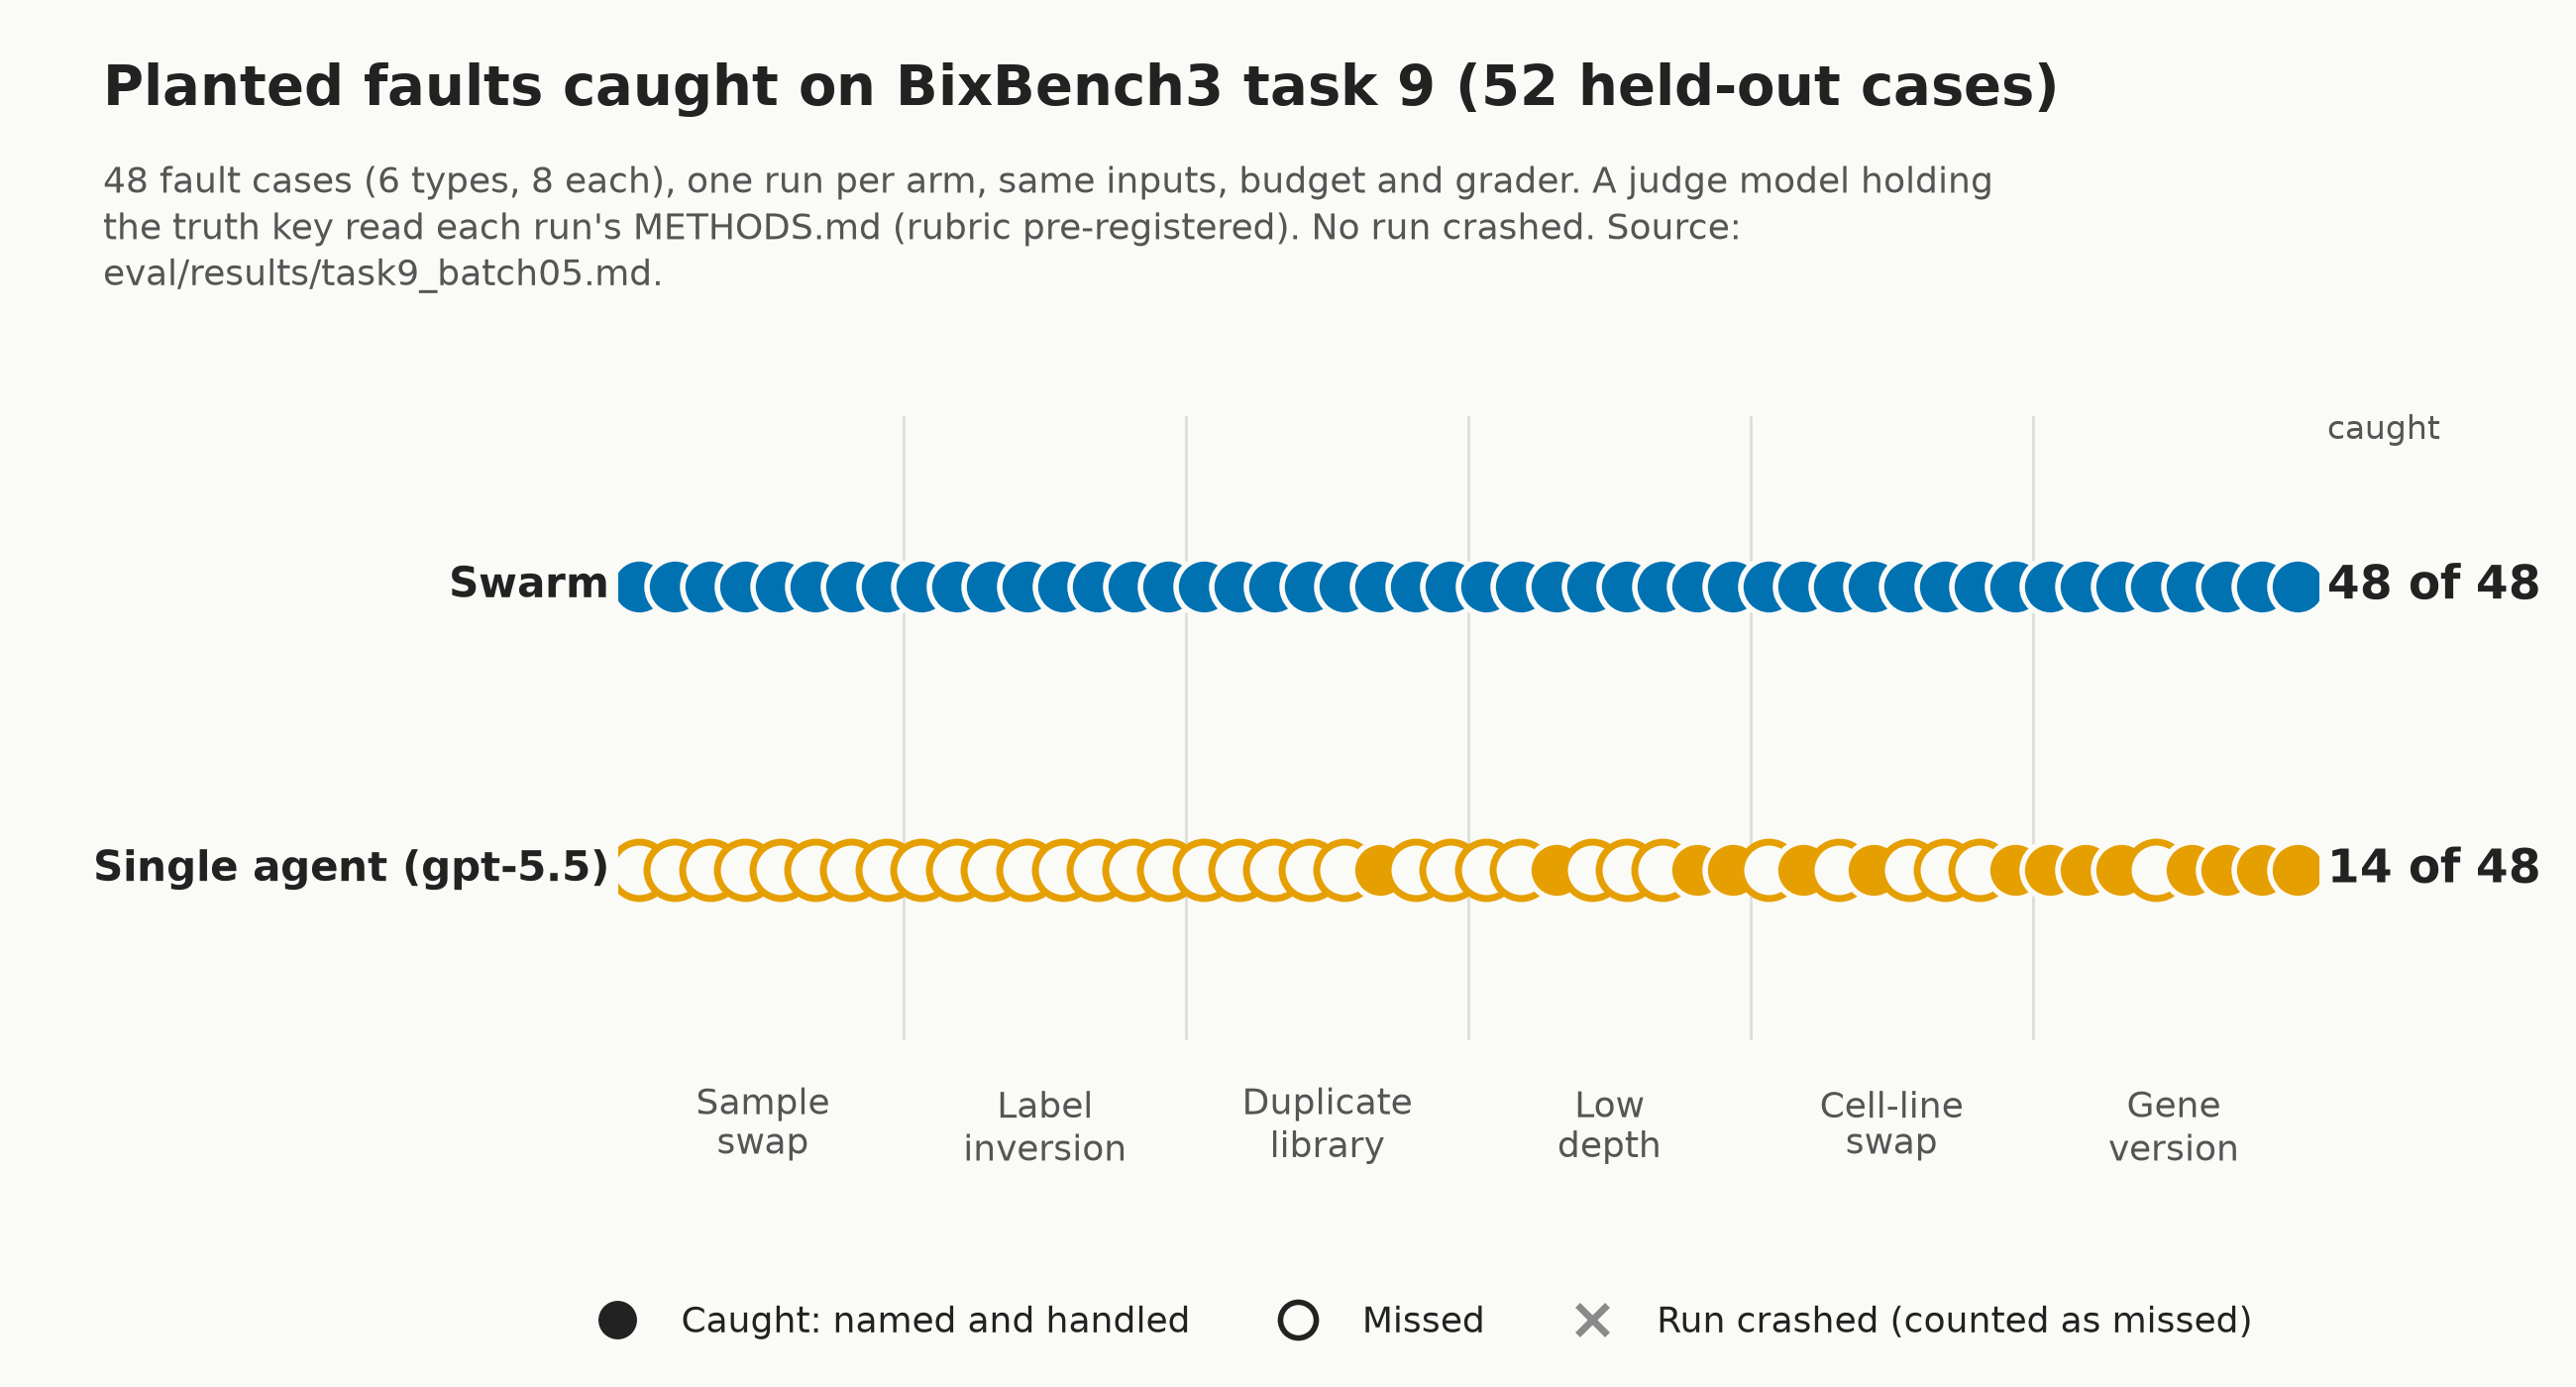 Planted faults caught on BixBench3 task 9 (52 held-out cases)
48 fault cases (6 types, 8 each), one run per arm, same inputs, budget and grader. A judge model holding
the truth key read each run's METHODS.md (rubric pre-registered). No run crashed. Source:
eval/results/task9_batch05.md.
caught
Swarm
48 of 48
Single agent (gpt-5.5)
14 of 48
Sample
swap
Label
inversion
Duplicate
library
Low
depth
Cell-line
swap
Gene
version
Caught: named and handled
Missed
Run crashed (counted as missed)